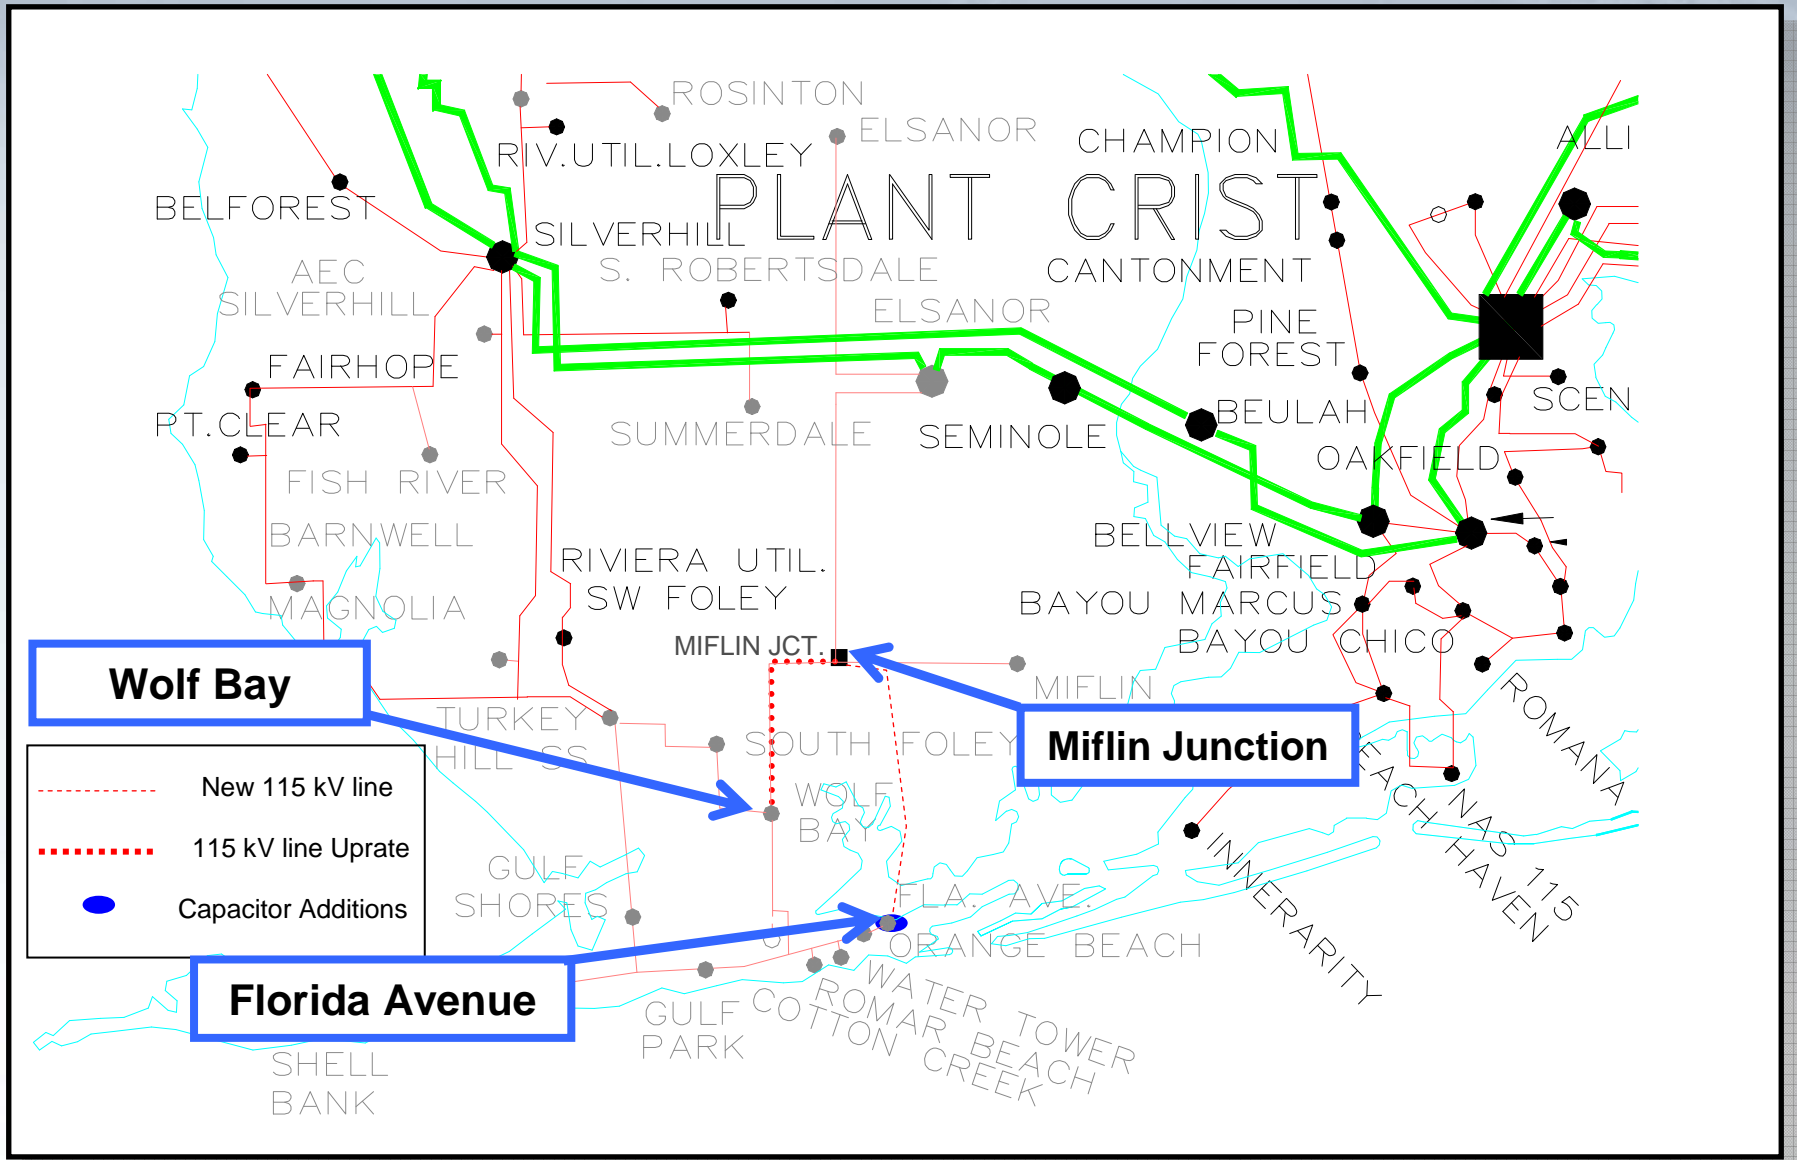 ROSINTON
ELSANOR
CHAMPION
ALLI
RIV.UTIL.LOXLEY
PLANT CRIST
BELFOREST
SILVERHILL
S. ROBERTSDALE
CANTONMENT
AEC
SILVERHILL
ELSANOR
PINE
FOREST
FAIRHOPE
SCEN
PT.CLEAR
SUMMERDALE
SEMINOLE
BEULAH
OAKFIELD
FISH RIVER
BARNWELL
BELLVIEW
RIVIERA UTIL.
SW FOLEY
FAIRFIELD
MAGNOLIA
BAYOU MARCUS
BAYOU CHICO
MIFLIN JCT.
MIFLIN
Wolf Bay
ROMANA
TURKEY
HILL SS
SOUTH FOLEY
Miflin Junction
EACH HAVEN
NAS 115
New 115 kV line
115 kV line Uprate
Capacitor Additions
WOLF
BAY
INNERARITY
GULF
SHORES
FLA. AVE.
ORANGE BEACH
Florida Avenue
WATER TOWER
ROMAR BEACH
COTTON CREEK
GULF
PARK
SHELL
BANK